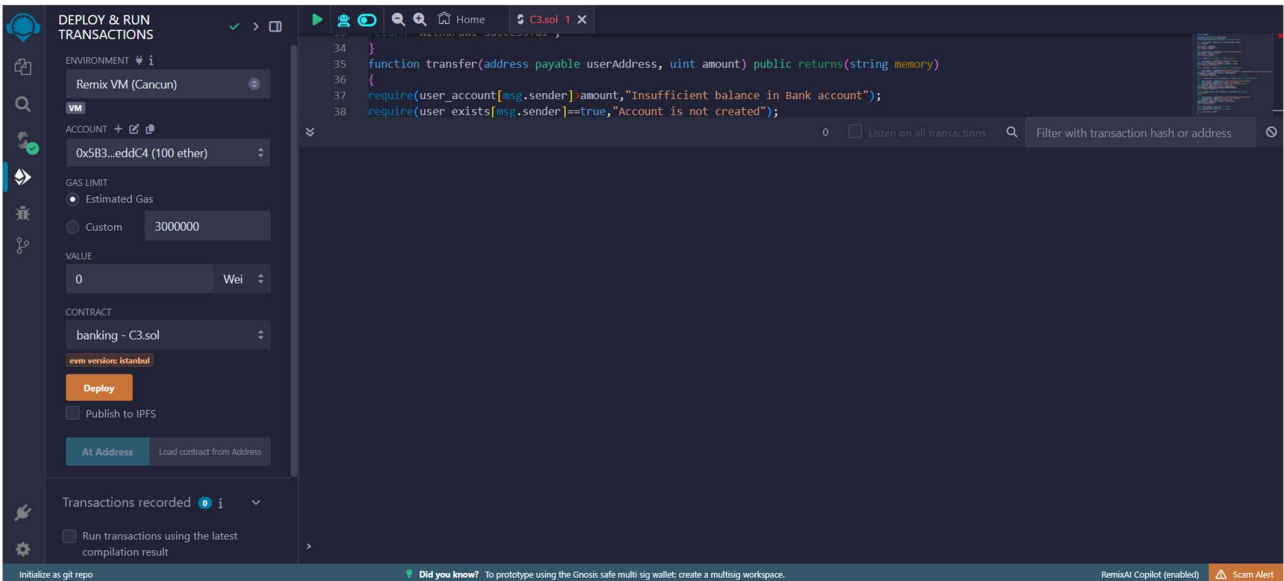 DEPLOY & RUN
TRANSACTIONS
ENVIRONMENT
Remix VM (Cancun)
VM
ACCOUNT
0x5B3...eddC4 (100 ether)
GAS LIMIT
Estimated Gas
Custom 3000000
VALUE
0 Wei
CONTRACT
banking - C3.sol
evm version: istanbul
Deploy
Publish to IPFS
At Address Load contract from Address
Transactions recorded 0 i
Run transactions using the latest
compilation result
Home C3.sol 1
34 }
35 function transfer(address payable userAddress, uint amount) public returns(string memory)
36 {
37 require(user_account[msg.sender]>amount,"Insufficient balance in Bank account");
38 require(user exists[msg.sender]==true,"Account is not created");
0 Listen on all transactions Filter with transaction hash or address
>
Initialize as git repo Did you know? To prototype using the Gnosis safe multi sig wallet: create a multisig workspace. RemixAI Copilot (enabled) Scam Alert